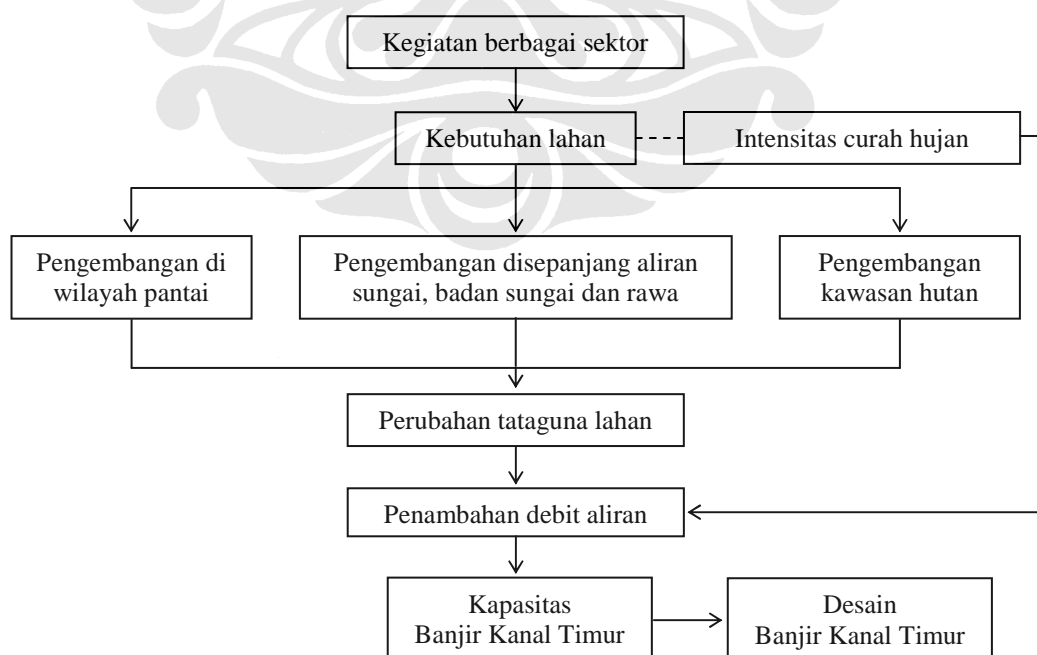 Kegiatan berbagai sektor
Kebutuhan lahan
Intensitas curah hujan
Pengembangan di
wilayah pantai
Pengembangan disepanjang aliran
sungai, badan sungai dan rawa
Pengembangan
kawasan hutan
Perubahan tataguna lahan
Penambahan debit aliran
Kapasitas
Banjir Kanal Timur
Desain
Banjir Kanal Timur